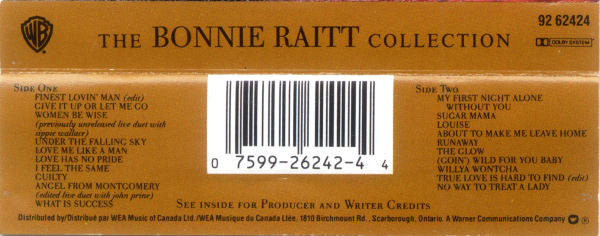 WB
THE BONNIE RAITT COLLECTION
92 62424
DOLBY SYSTEM
SIDE ONE
FINEST LOVIN' MAN (edit)
GIVE IT UP OR LET ME GO
WOMEN BE WISE
(previously unreleased live duet with
sippie wallace)
UNDER THE FALLING SKY
LOVE ME LIKE A MAN
LOVE HAS NO PRIDE
I FEEL THE SAME
GUILTY
ANGEL FROM MONTGOMERY
(edited live duet with john prine)
WHAT IS SUCCESS
0 7599-26242-4 4
SIDE TWO
MY FIRST NIGHT ALONE
WITHOUT YOU
SUGAR MAMA
LOUISE
ABOUT TO MAKE ME LEAVE HOME
RUNAWAY
THE GLOW
(GOIN') WILD FOR YOU BABY
WILLYA WONTCHA
TRUE LOVE IS HARD TO FIND (edit)
NO WAY TO TREAT A LADY
SEE INSIDE FOR PRODUCER AND WRITER CREDITS
Distributed by/Distribué par WEA Music of Canada Ltd./WEA Musique du Canada Ltée, 1810 Birchmount Rd., Scarborough, Ontario. A Warner Communications Company